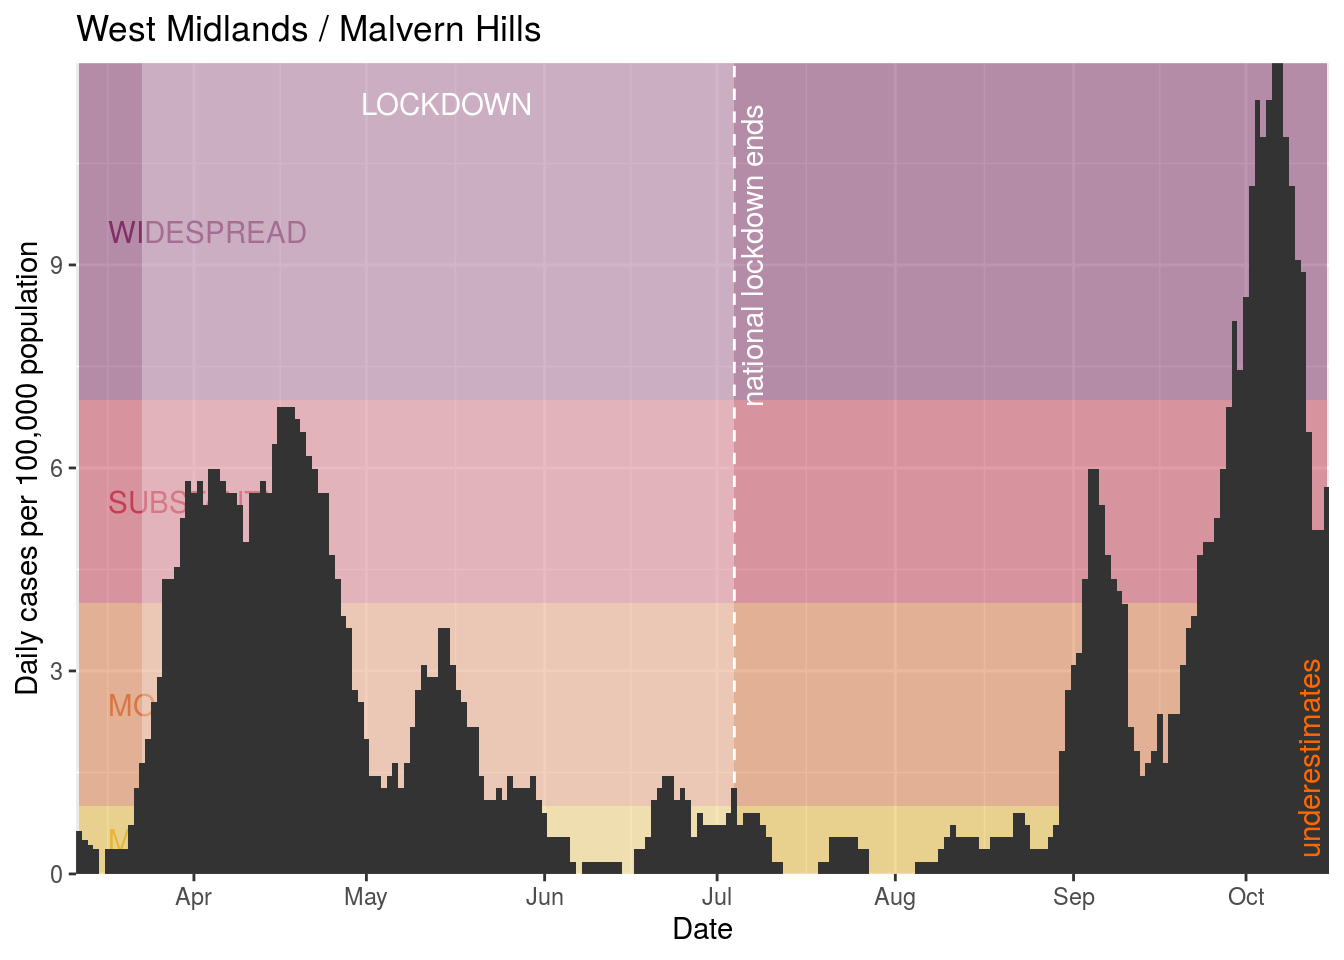 West Midlands / Malvern Hills
LOCKDOWN
national lockdown ends
WIDESPREAD
9
6
3
0
Daily cases per 100,000 population
underestimates
Apr May Jun Jul Aug Sep Oct
Date